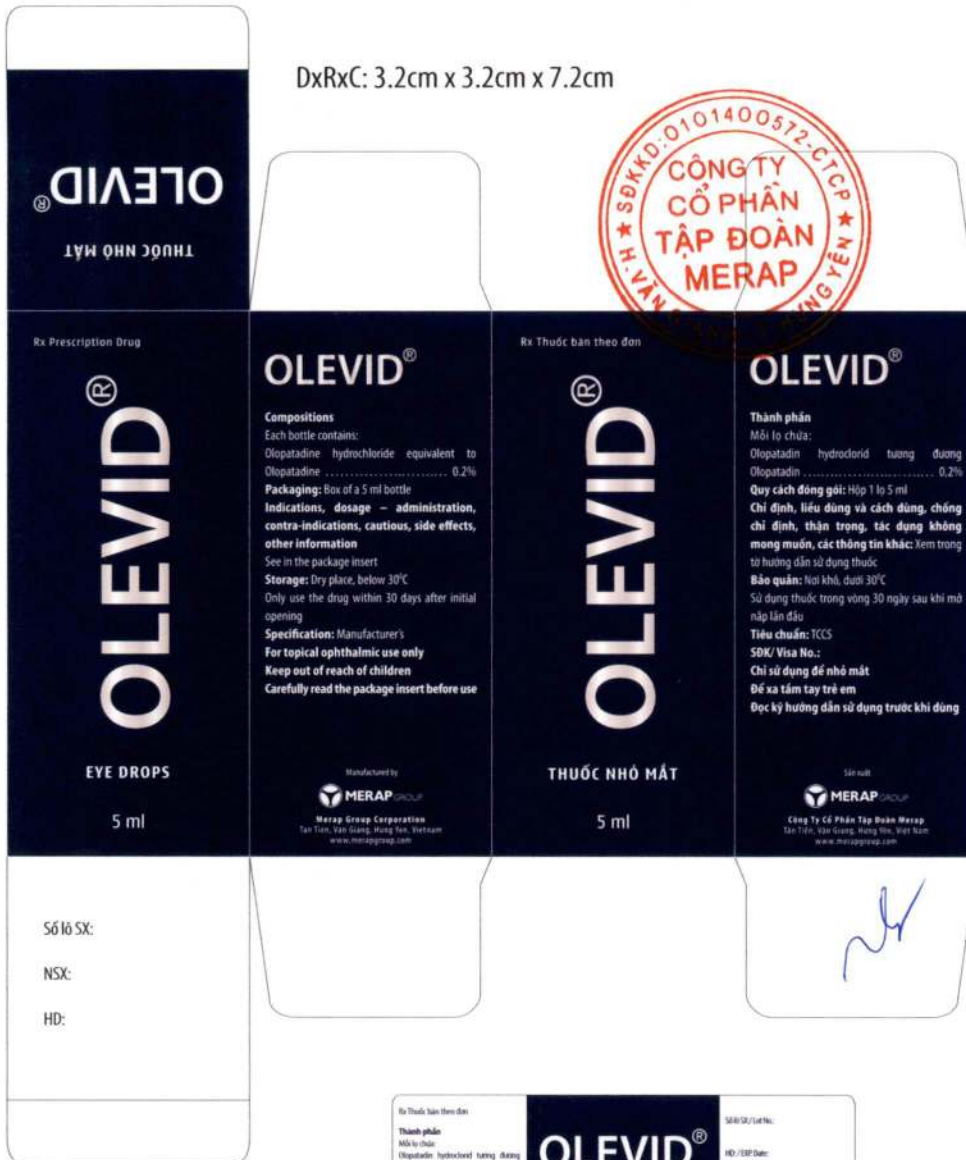 DxRxC: 3.2cm x 3.2cm x 7.2cm
OLEVID®
THUỐC NHỎ MẮT
SĐKKD:0101400572-CTCP
CÔNG TY
CỔ PHẦN
TẬP ĐOÀN
MERAP
H. VĂN HƯNG YÊN
Rx Prescription Drug
OLEVID®
EYE DROPS
5 ml
OLEVID®
Compositions
Each bottle contains:
Olopatadine hydrochloride equivalent to
Olopatadine ........................... 0.2%
Packaging: Box of a 5 ml bottle
Indications, dosage – administration,
contra-indications, cautious, side effects,
other information
See in the package insert
Storage: Dry place, below 30⁰C
Only use the drug within 30 days after initial
opening
Specification: Manufacturer's
For topical ophthalmic use only
Keep out of reach of children
Carefully read the package insert before use
Manufactured by
MERAP GROUP
Merap Group Corporation
Tan Tien, Van Giang, Hung Yen, Vietnam
www.merapgroup.com
Rx Thuốc bán theo đơn
OLEVID®
THUỐC NHỎ MẮT
5 ml
OLEVID®
Thành phần
Mỗi lọ chứa:
Olopatadin hydroclorid tương đương
Olopatadin ........................... 0,2%
Quy cách đóng gói: Hộp 1 lọ 5 ml
Chỉ định, liều dùng và cách dùng, chống
chỉ định, thận trọng, tác dụng không
mong muốn, các thông tin khác: Xem trong
tờ hướng dẫn sử dụng thuốc
Bảo quản: Nơi khô, dưới 30⁰C
Sử dụng thuốc trong vòng 30 ngày sau khi mở
nắp lần đầu
Tiêu chuẩn: TCCS
SĐK/ Visa No.:
Chỉ sử dụng để nhỏ mắt
Để xa tầm tay trẻ em
Đọc kỹ hướng dẫn sử dụng trước khi dùng
Sản xuất
MERAP GROUP
Công Ty Cổ Phần Tập Đoàn Merap
Tân Tiến, Văn Giang, Hưng Yên, Việt Nam
www.merapgroup.com
Số lô SX:
NSX:
HD:
Rx Thuốc bán theo đơn
Thành phần
Mỗi lọ chứa:
Olopatadin hydroclorid tương đương
OLEVID®
Số lô SX / Lot No.:
HD: / EXP. Date: